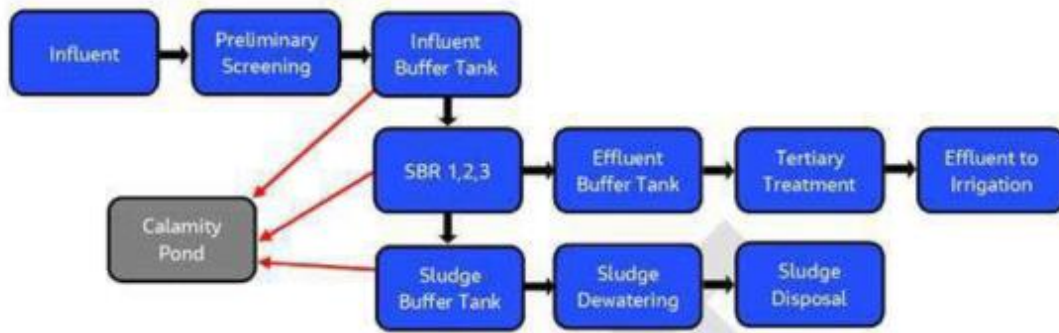 Influent
Preliminary
Screening
Influent
Buffer Tank
SBR 1,2,3
Effluent
Buffer Tank
Tertiary
Treatment
Effluent to
Irrigation
Calamity
Pond
Sludge
Buffer Tank
Sludge
Dewatering
Sludge
Disposal